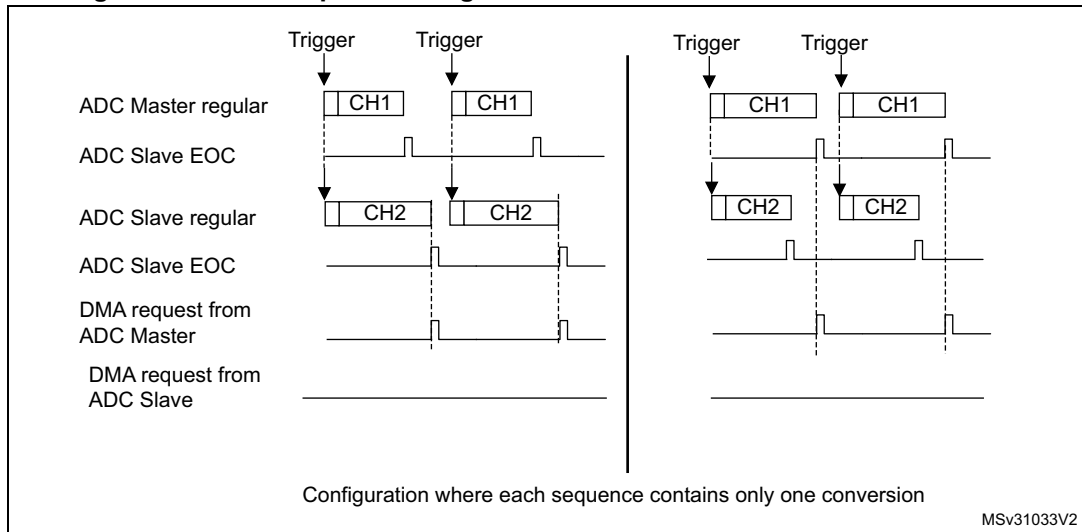 Trigger Trigger Trigger Trigger
ADC Master regular CH1 CH1 CH1 CH1
ADC Slave EOC
ADC Slave regular CH2 CH2 CH2 CH2
ADC Slave EOC
DMA request from
ADC Master
DMA request from
ADC Slave
Configuration where each sequence contains only one conversion
MSv31033V2